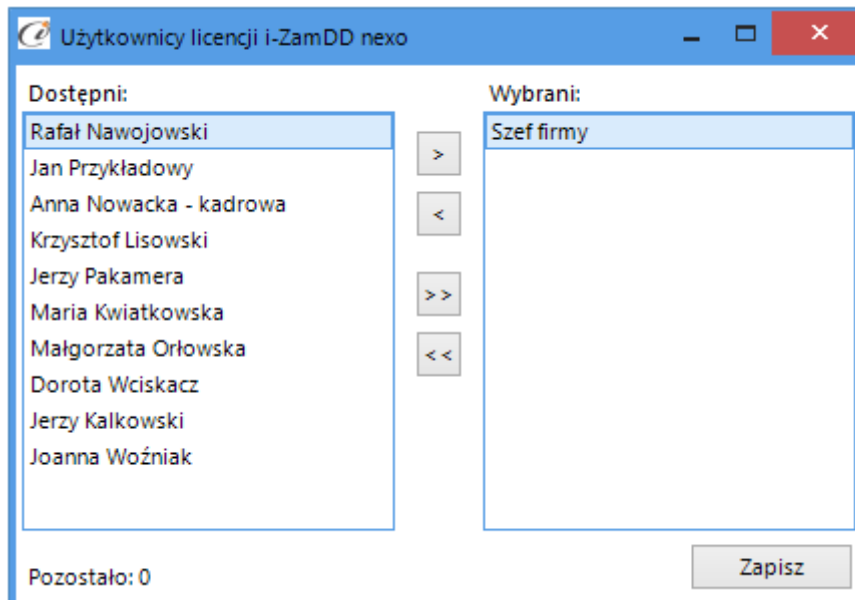 Użytkownicy licencji i-ZamDD nexo
Dostępni:
Rafał Nawojowski
Jan Przykładowy
Anna Nowacka - kadrowa
Krzysztof Lisowski
Jerzy Pakamera
Maria Kwiatkowska
Małgorzata Orłowska
Dorota Wciskacz
Jerzy Kalkowski
Joanna Woźniak
>
<
> >
< <
Wybrani:
Szef firmy
Pozostało: 0
Zapisz